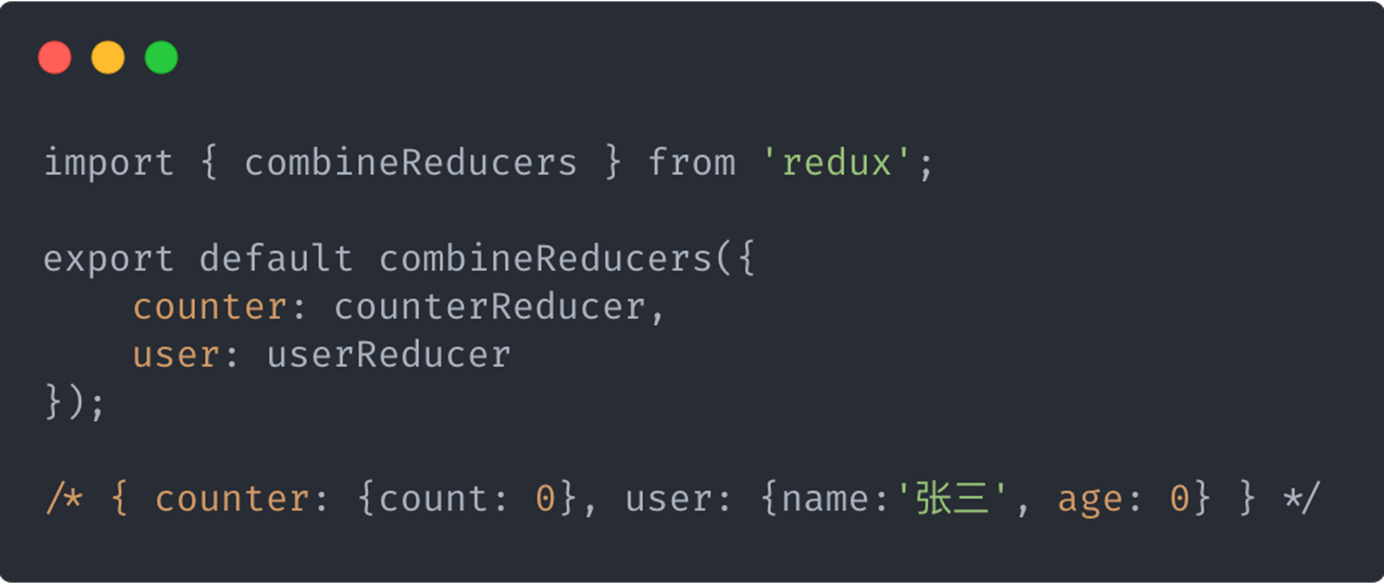 import { combineReducers } from 'redux';
export default combineReducers({
    counter: counterReducer,
    user: userReducer
});
/* { counter: {count: 0}, user: {name:'张三', age: 0} } */